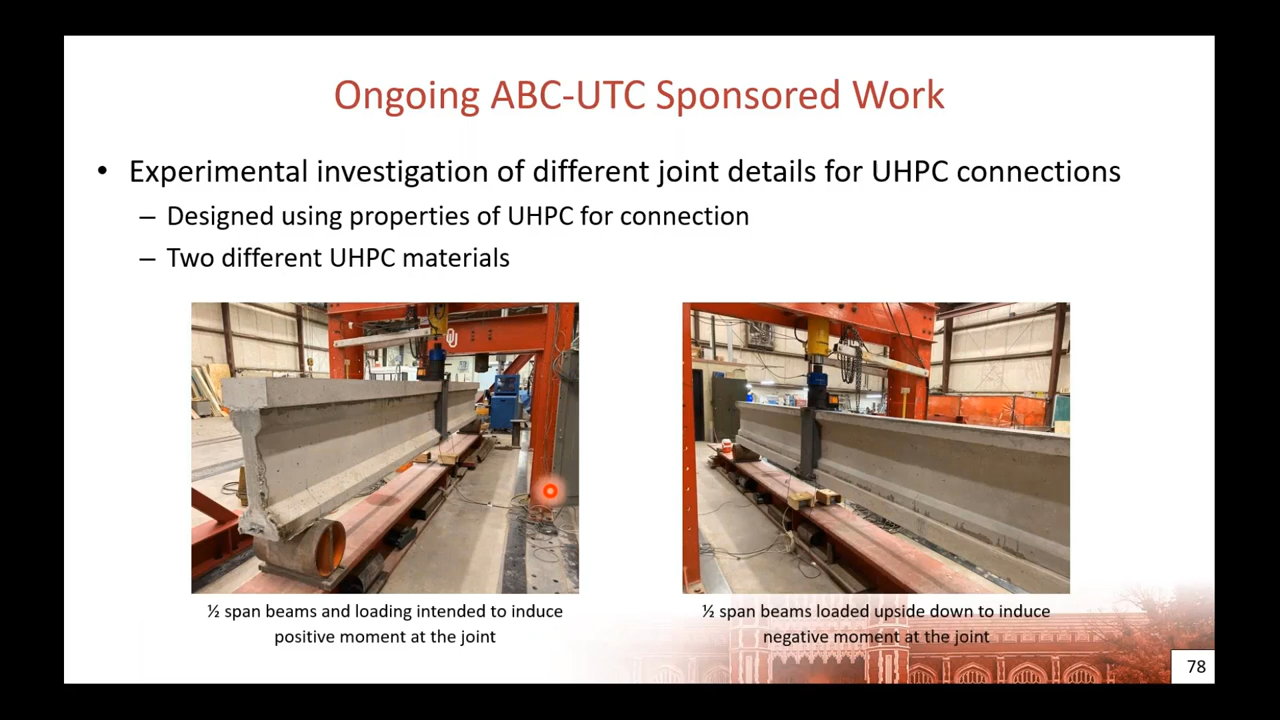 Ongoing ABC-UTC Sponsored Work
• Experimental investigation of different joint details for UHPC connections
– Designed using properties of UHPC for connection
– Two different UHPC materials
OU
½ span beams and loading intended to induce
positive moment at the joint
½ span beams loaded upside down to induce
negative moment at the joint
78